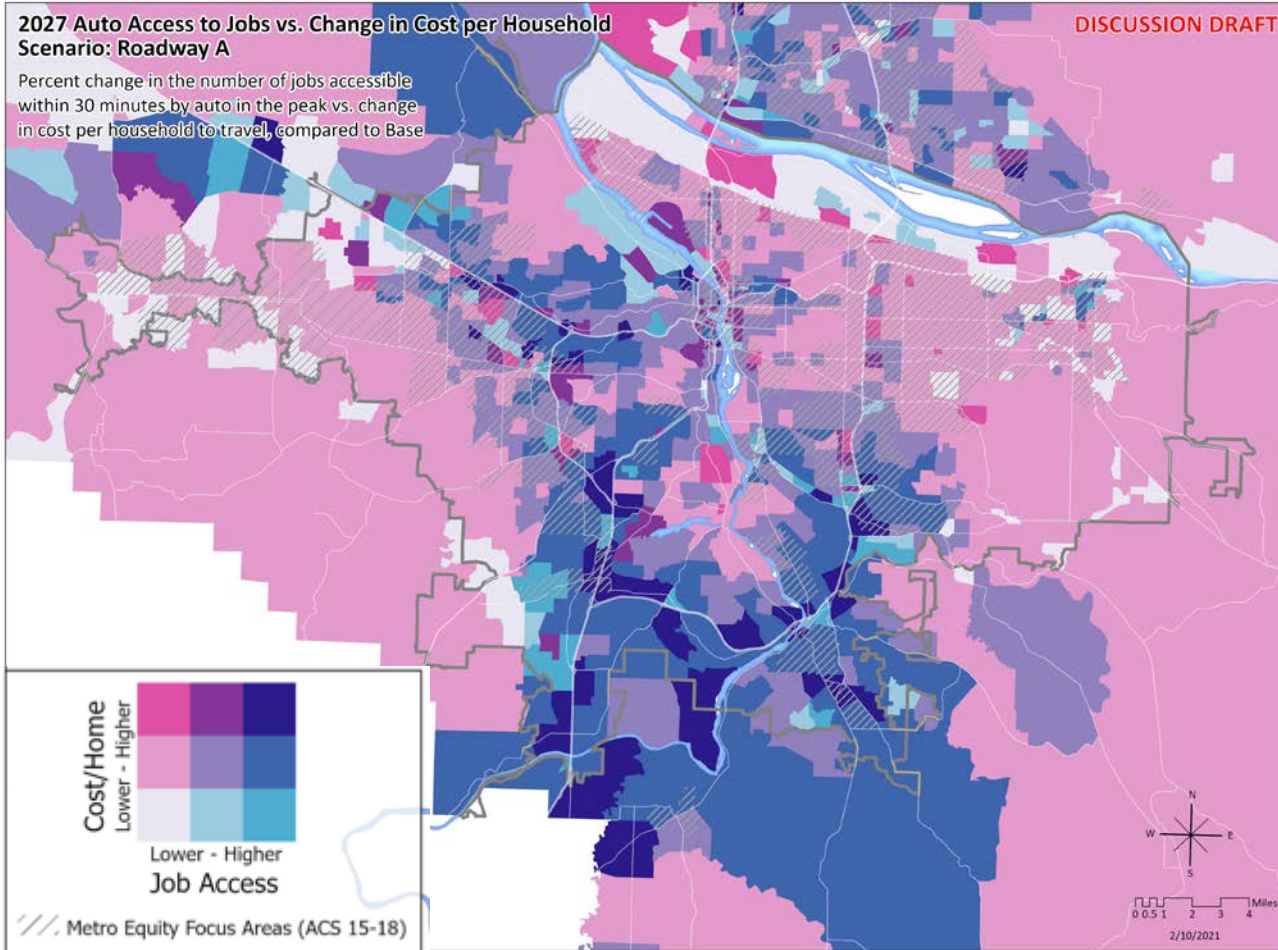 2027 Auto Access to Jobs vs. Change in Cost per Household
Scenario: Roadway A
DISCUSSION DRAFT
Percent change in the number of jobs accessible
within 30 minutes by auto in the peak vs. change
in cost per household to travel, compared to Base
Cost/Home
Lower - Higher
Lower - Higher
Job Access
Metro Equity Focus Areas (ACS 15-18)
N
W
E
S
Miles
0 0.5 1 2 3 4
2/10/2021